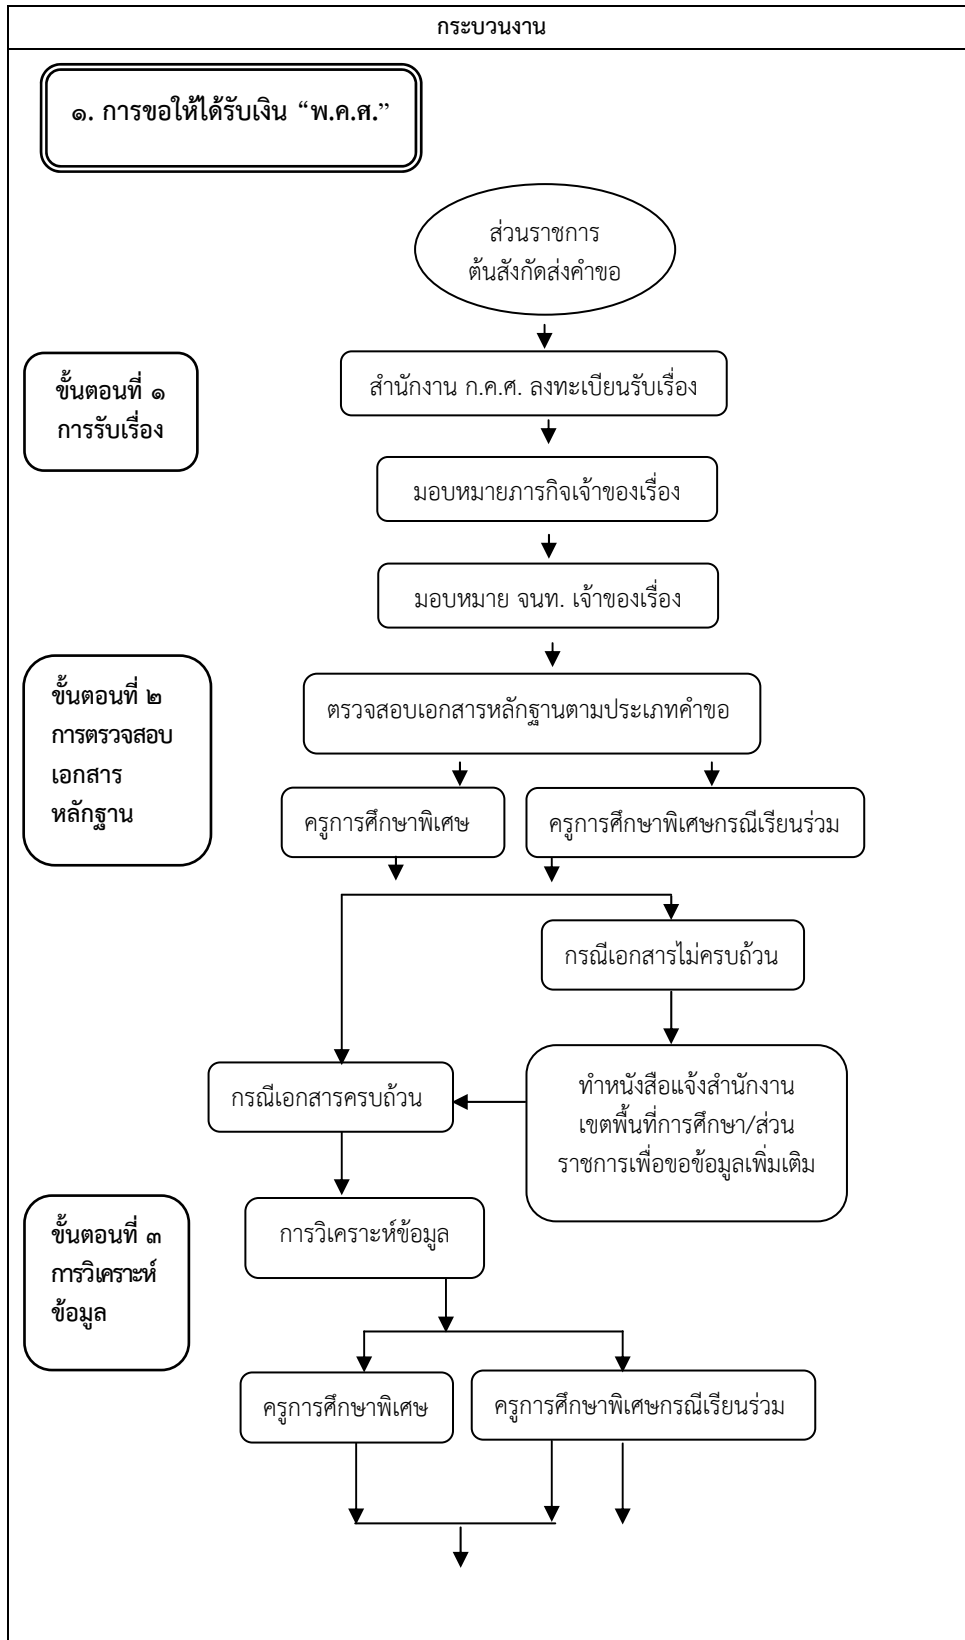 กระบวนงาน
๑. การขอให้ได้รับเงิน “พ.ค.ศ.”
ส่วนราชการ
ต้นสังกัดส่งคำขอ
ขั้นตอนที่ ๑
การรับเรื่อง
สำนักงาน ก.ค.ศ. ลงทะเบียนรับเรื่อง
มอบหมายภารกิจเจ้าของเรื่อง
มอบหมาย จนท. เจ้าของเรื่อง
ขั้นตอนที่ ๒
การตรวจสอบ
เอกสาร
หลักฐาน
ตรวจสอบเอกสารหลักฐานตามประเภทคำขอ
ครูการศึกษาพิเศษ
ครูการศึกษาพิเศษกรณีเรียนร่วม
กรณีเอกสารไม่ครบถ้วน
กรณีเอกสารครบถ้วน
ทำหนังสือแจ้งสำนักงาน
เขตพื้นที่การศึกษา/ส่วน
ราชการเพื่อขอข้อมูลเพิ่มเติม
ขั้นตอนที่ ๓
การวิเคราะห์
ข้อมูล
การวิเคราะห์ข้อมูล
ครูการศึกษาพิเศษ
ครูการศึกษาพิเศษกรณีเรียนร่วม